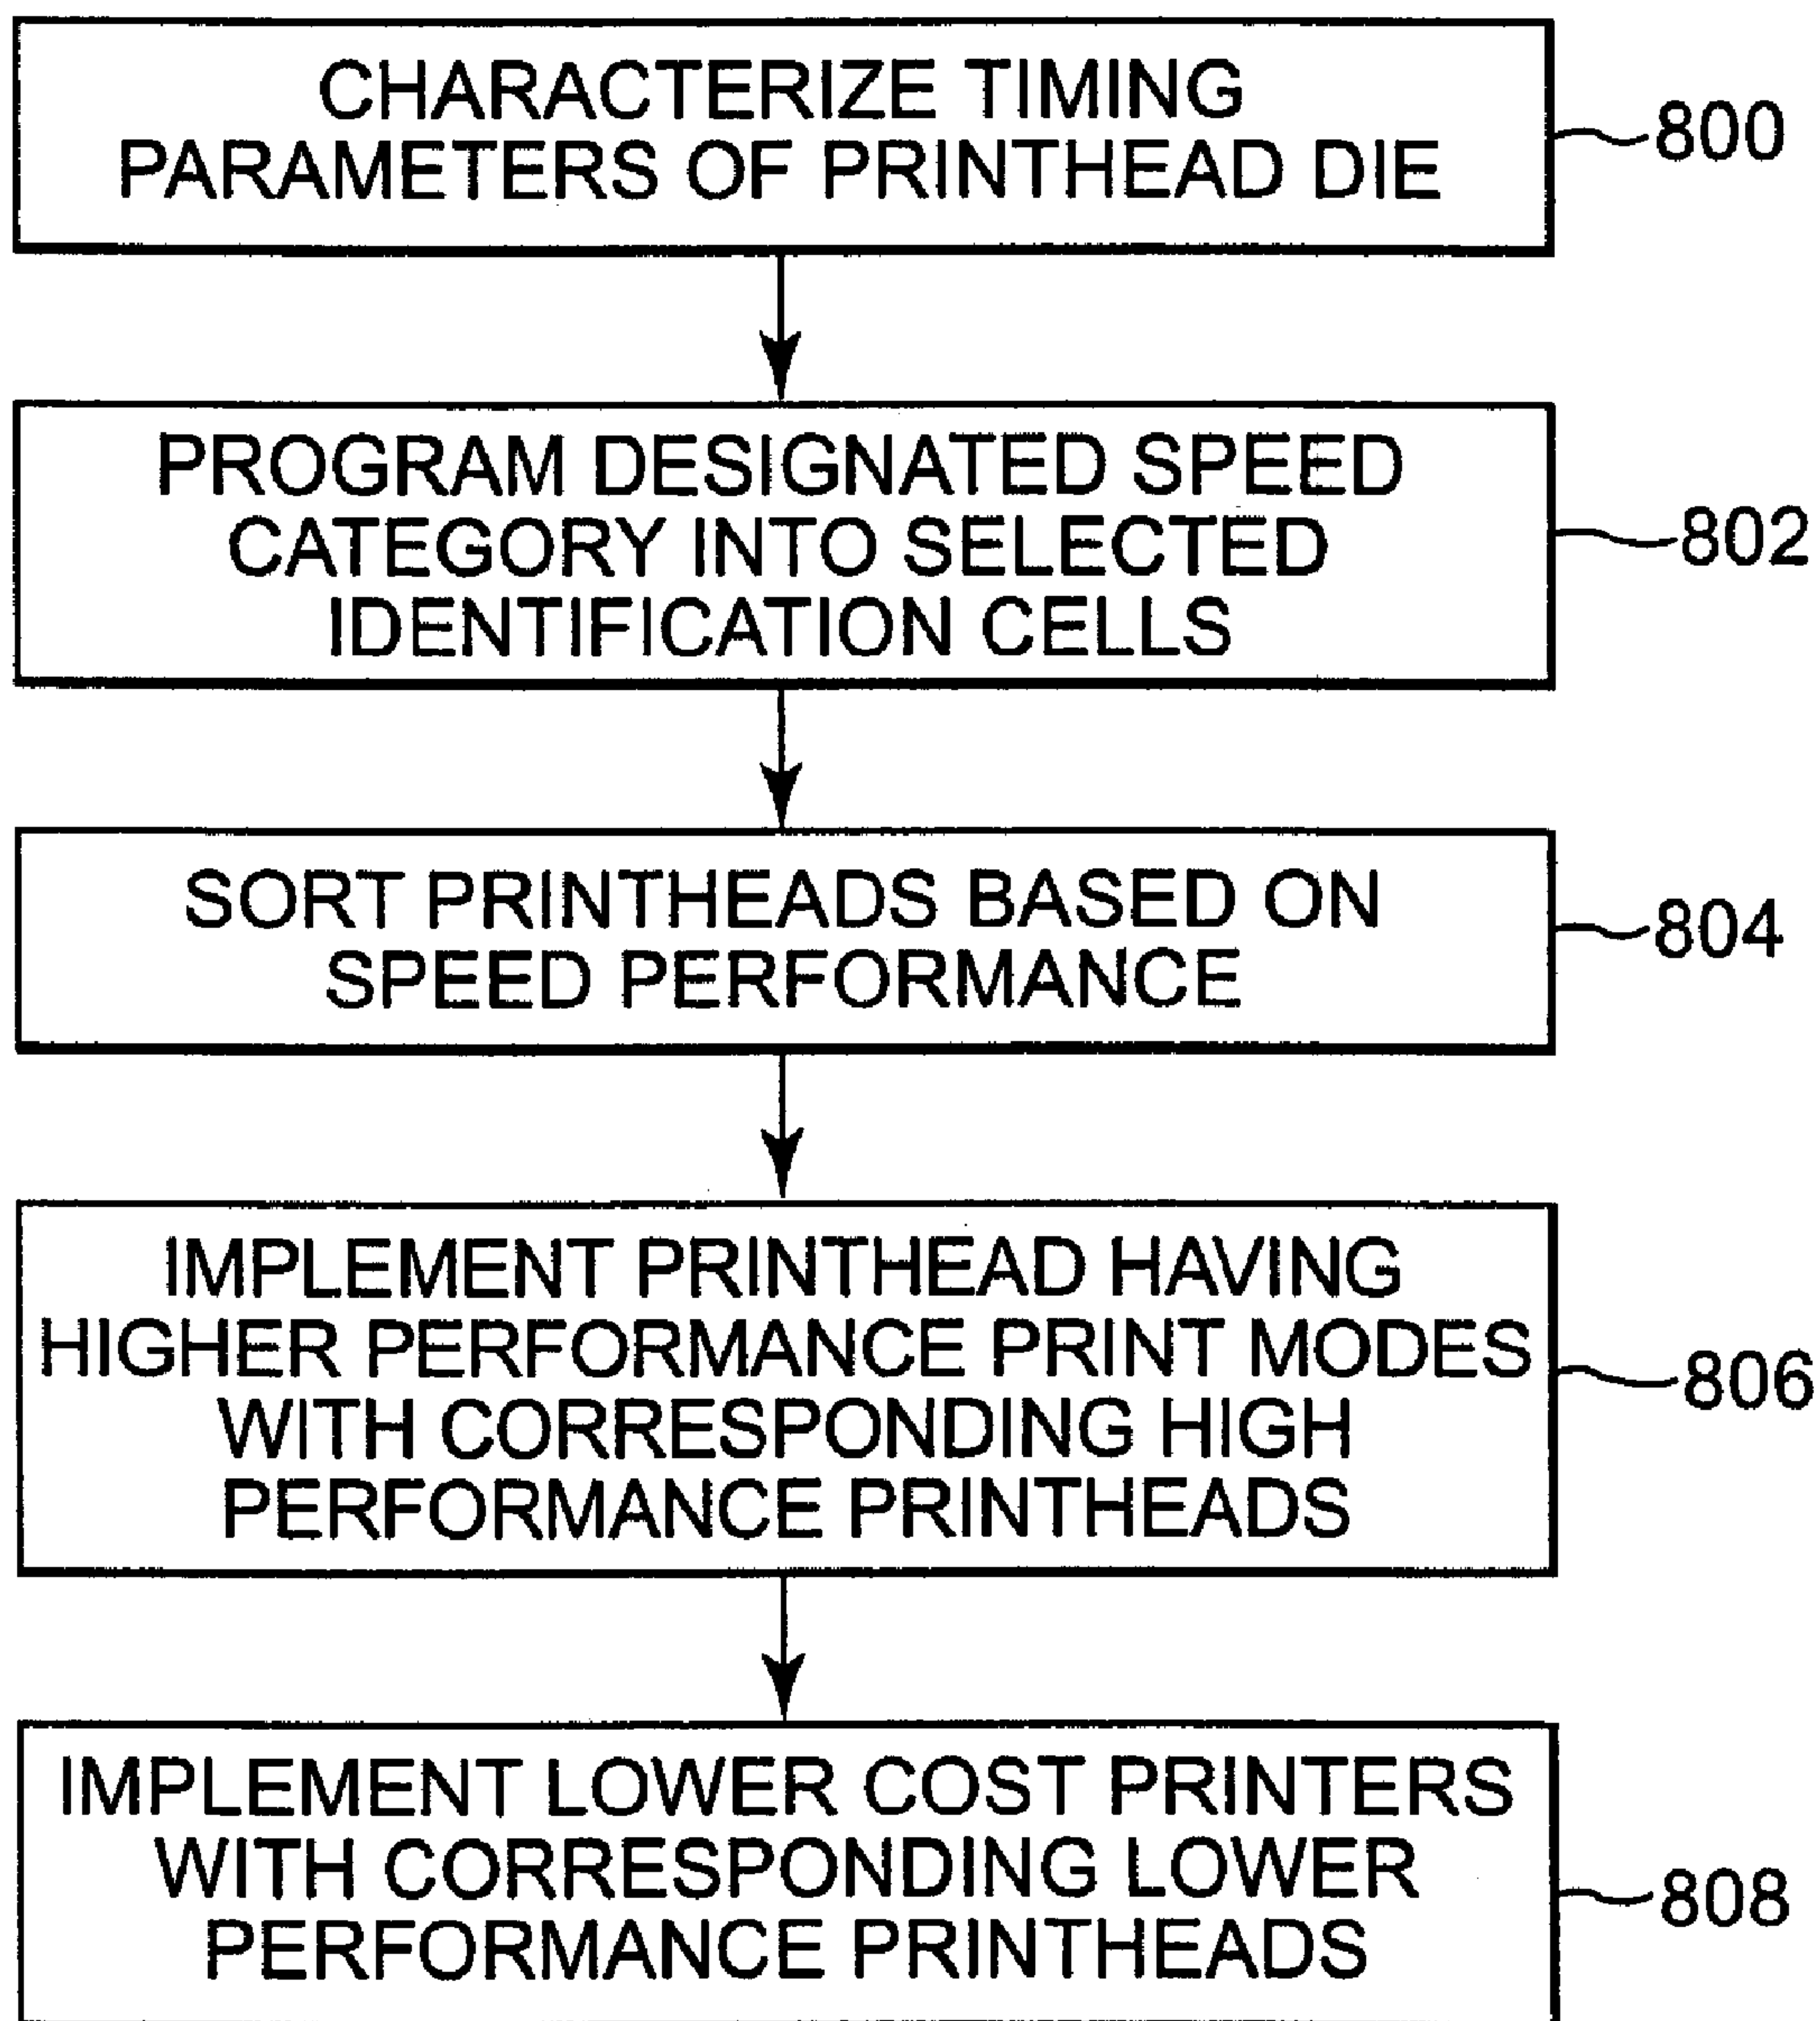 CHARACTERIZE TIMING
PARAMETERS OF PRINTHEAD DIE
800
PROGRAM DESIGNATED SPEED
CATEGORY INTO SELECTED
IDENTIFICATION CELLS
802
SORT PRINTHEADS BASED ON
SPEED PERFORMANCE
804
IMPLEMENT PRINTHEAD HAVING
HIGHER PERFORMANCE PRINT MODES
WITH CORRESPONDING HIGH
PERFORMANCE PRINTHEADS
806
IMPLEMENT LOWER COST PRINTERS
WITH CORRESPONDING LOWER
PERFORMANCE PRINTHEADS
808